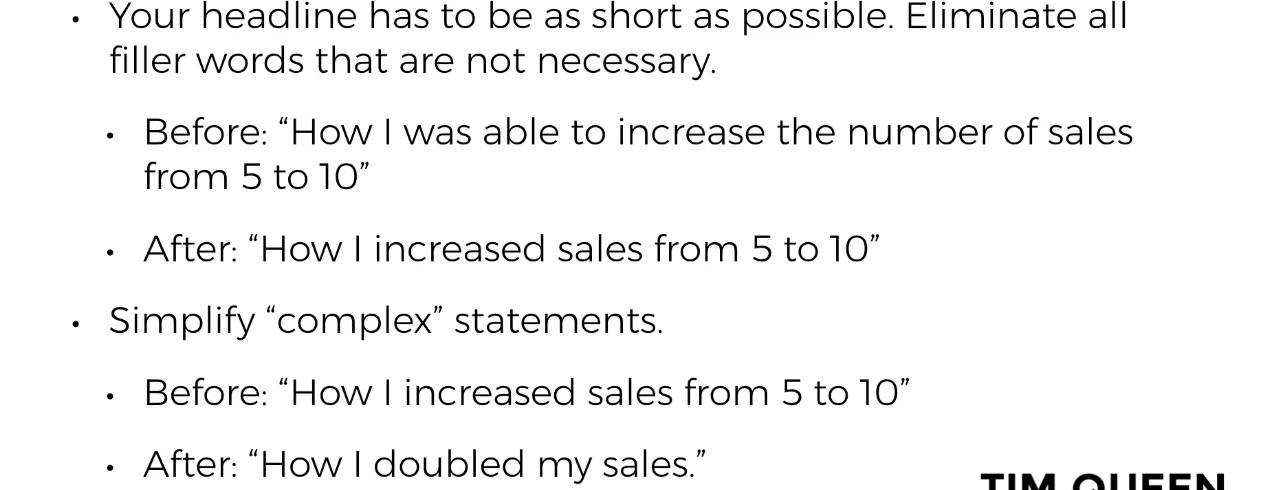 • Your headline has to be as short as possible. Eliminate all
filler words that are not necessary.
• Before: “How I was able to increase the number of sales
from 5 to 10”
• After: “How I increased sales from 5 to 10”
• Simplify “complex” statements.
• Before: “How I increased sales from 5 to 10”
• After: “How I doubled my sales.”
TIM QUEEN